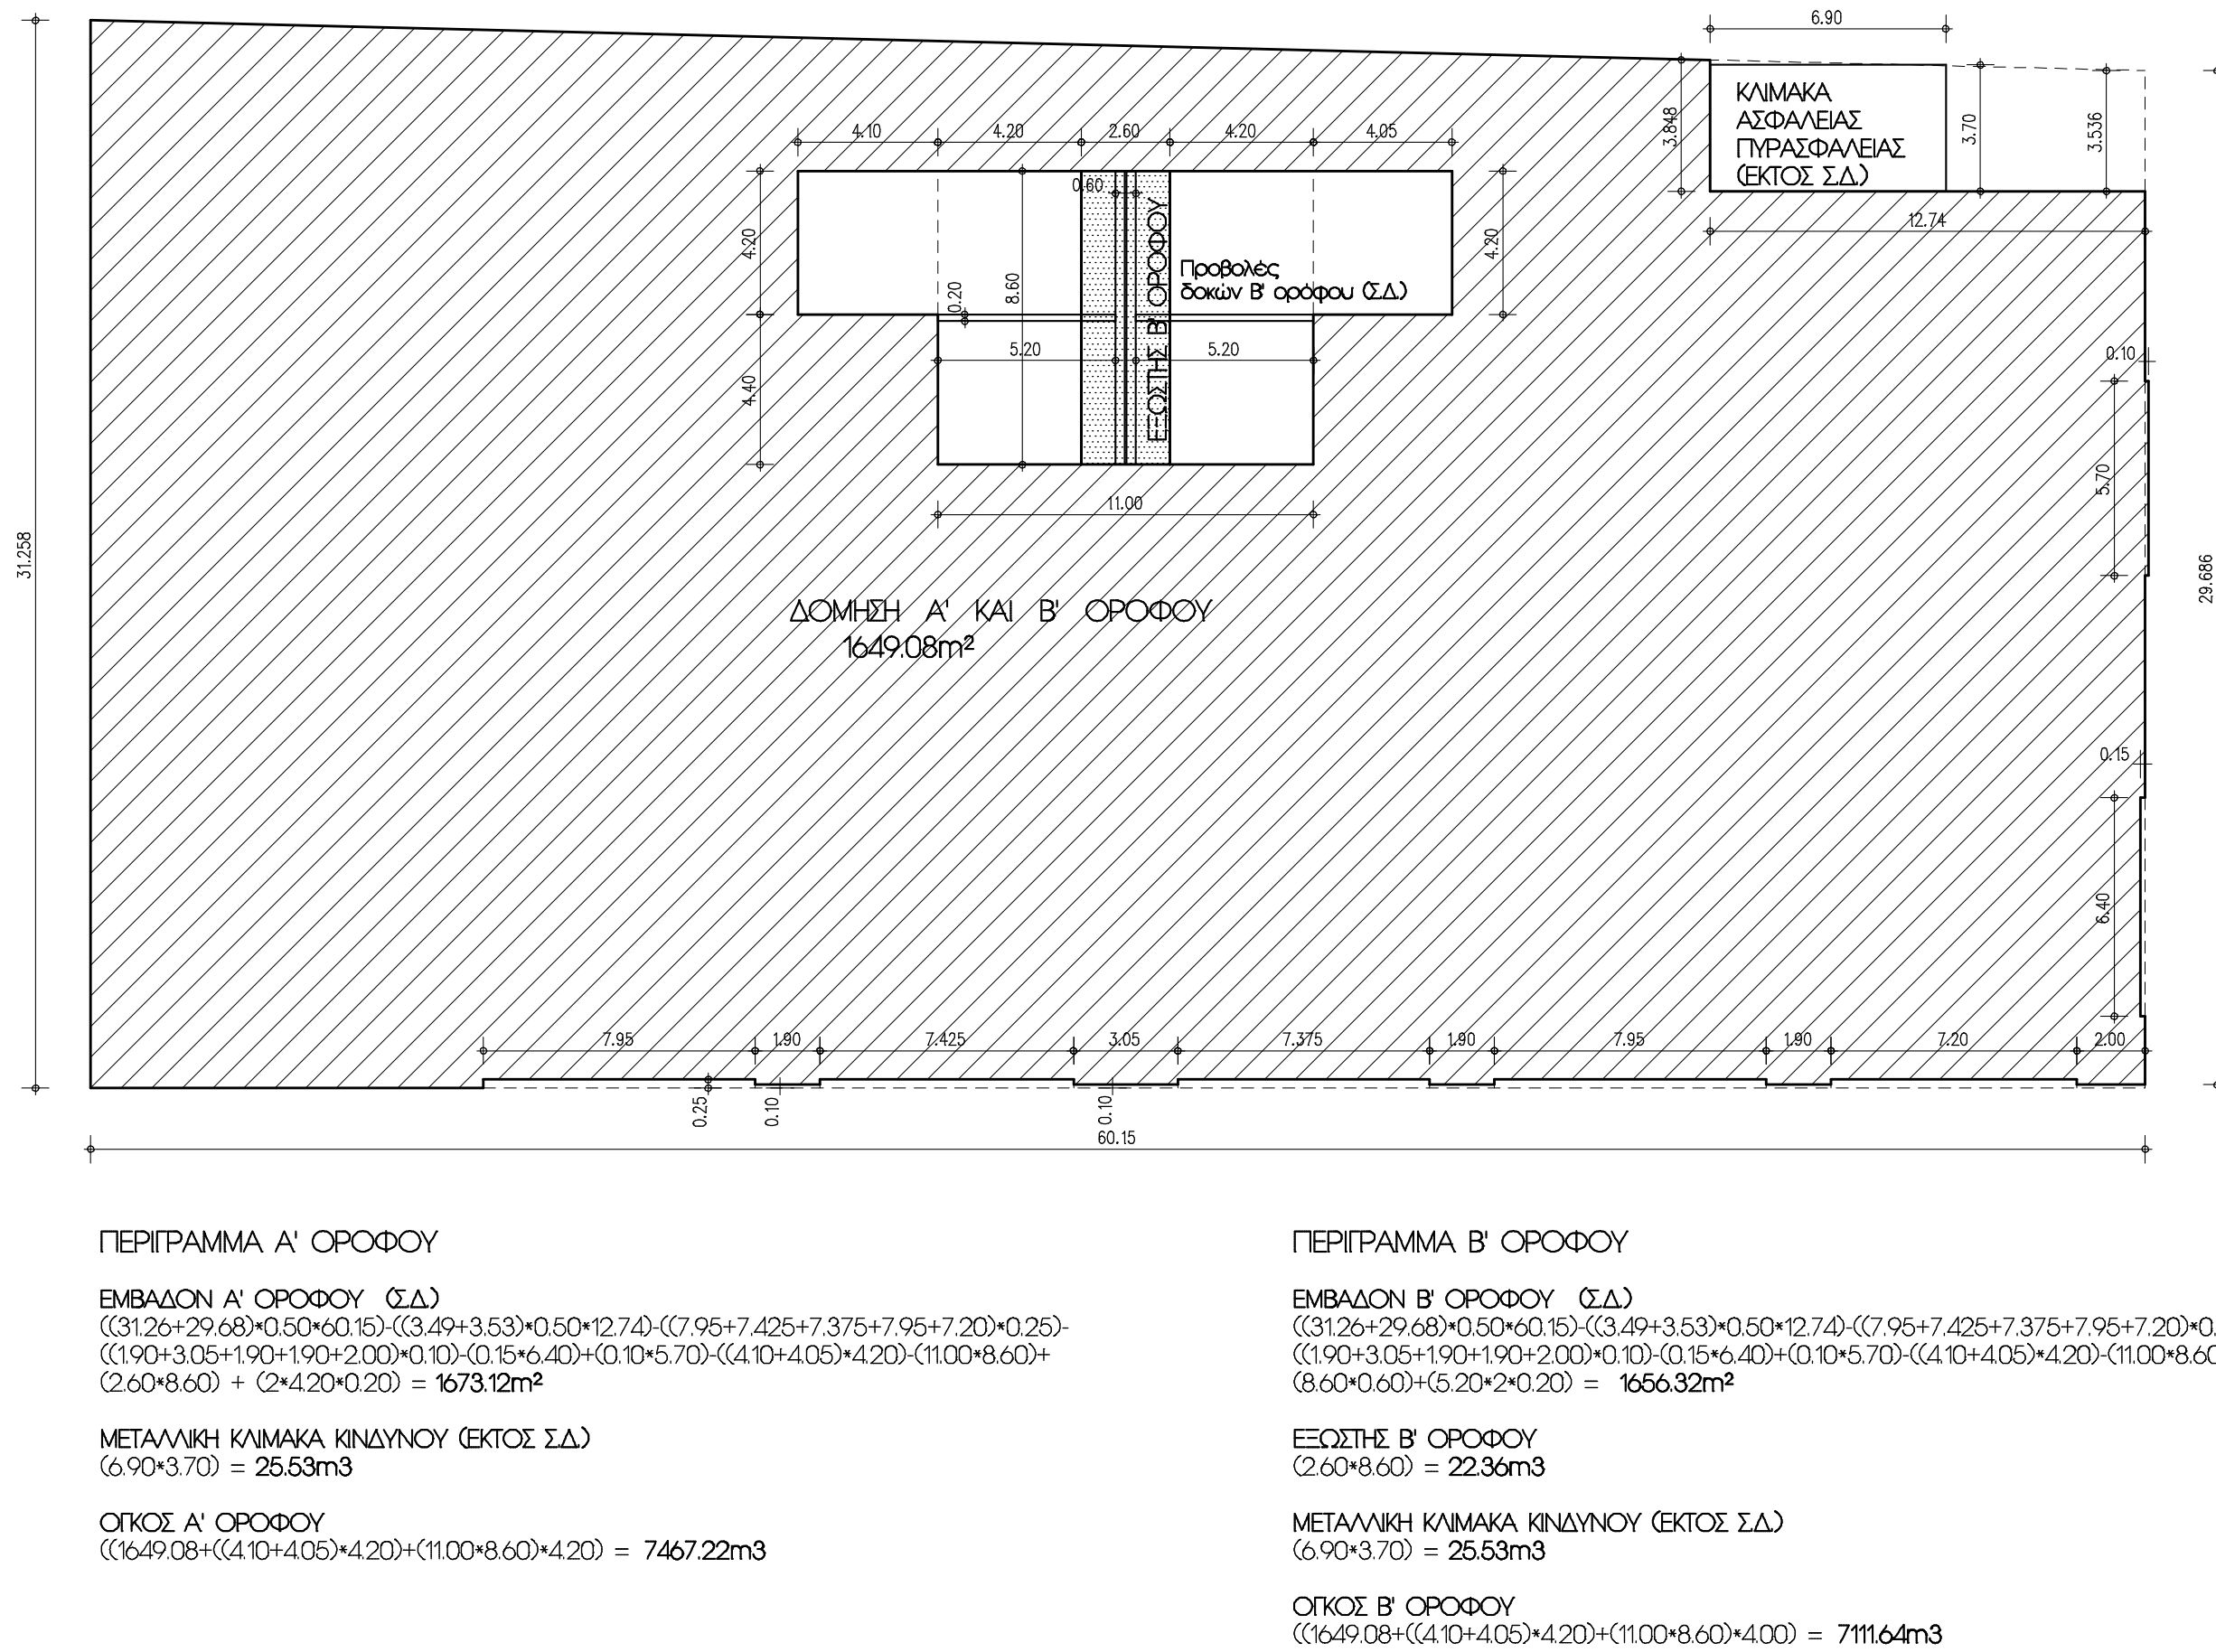 6.90
31.258
ΚΛΙΜΑΚΑ
ΑΣΦΑΛΕΙΑΣ
ΠΥΡΑΣΦΑΛΕΙΑΣ
(ΕΚΤΟΣ Σ.Δ.)
3.848
3.70
3.536
12.74
4.10
4.20
2.60
4.20
4.05
0.60
4.20
4.40
0.20
8.60
4.20
ΕΞΩΣΤΗΣ Β' ΟΡΟΦΟΥ
Προβολές
δοκών Β' ορόφου (Σ.Δ.)
5.20
5.20
11.00
0.10
5.70
29.686
ΔΟΜΗΣΗ Α' ΚΑΙ Β' ΟΡΟΦΟΥ
1649.08m²
0.15
6.40
7.95
1.90
7.425
3.05
7.375
1.90
7.95
1.90
7.20
2.00
0.25
0.10
0.10
60.15
ΠΕΡΙΓΡΑΜΜΑ Α' ΟΡΟΦΟΥ
ΕΜΒΑΔΟΝ Α' ΟΡΟΦΟΥ (Σ.Δ.)
((31.26+29.68)*0.50*60.15)-((3.49+3.53)*0.50*12.74)-((7.95+7.425+7.375+7.95+7.20)*0.25)-
((1.90+3.05+1.90+1.90+2.00)*0.10)-(0.15*6.40)+(0.10*5.70)-((4.10+4.05)*4.20)-(11.00*8.60)+
(2.60*8.60) + (2*4.20*0.20) = 1673.12m²
ΜΕΤΑΛΛΙΚΗ ΚΛΙΜΑΚΑ ΚΙΝΔΥΝΟΥ (ΕΚΤΟΣ Σ.Δ.)
(6.90*3.70) = 25.53m3
ΟΓΚΟΣ Α' ΟΡΟΦΟΥ
((1649.08+((4.10+4.05)*4.20)+(11.00*8.60)*4.20) = 7467.22m3
ΠΕΡΙΓΡΑΜΜΑ Β' ΟΡΟΦΟΥ
ΕΜΒΑΔΟΝ Β' ΟΡΟΦΟΥ (Σ.Δ.)
((31.26+29.68)*0.50*60.15)-((3.49+3.53)*0.50*12.74)-((7.95+7.425+7.375+7.95+7.20)*0.
((1.90+3.05+1.90+1.90+2.00)*0.10)-(0.15*6.40)+(0.10*5.70)-((4.10+4.05)*4.20)-(11.00*8.60
(8.60*0.60)+(5.20*2*0.20) = 1656.32m²
ΕΞΩΣΤΗΣ Β' ΟΡΟΦΟΥ
(2.60*8.60) = 22.36m3
ΜΕΤΑΛΛΙΚΗ ΚΛΙΜΑΚΑ ΚΙΝΔΥΝΟΥ (ΕΚΤΟΣ Σ.Δ.)
(6.90*3.70) = 25.53m3
ΟΓΚΟΣ Β' ΟΡΟΦΟΥ
((1649.08+((4.10+4.05)*4.20)+(11.00*8.60)*4.00) = 7111.64m3